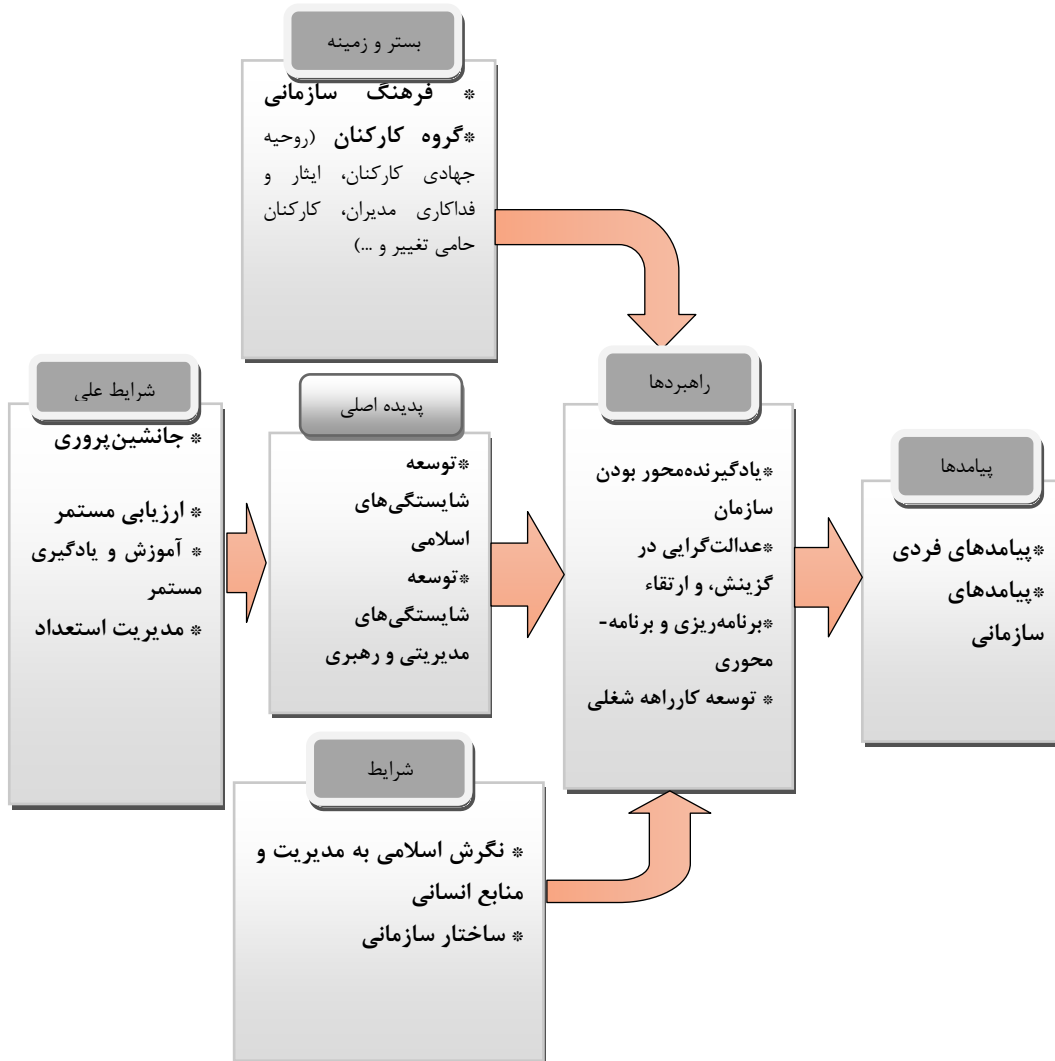 بستر و زمینه
* فرهنگ سازمانی
*گروه کارکنان (روحیه
جهادی کارکنان، ایثار و
فداکاری مدیران، کارکنان
حامی تغییر و ...)
شرایط علی
* جانشین‌پروری
* ارزیابی مستمر
* آموزش و یادگیری
مستمر
* مدیریت استعداد
پدیده اصلی
*توسعه
شایستگی‌های
اسلامی
*توسعه
شایستگی‌های
مدیریتی و رهبری
راهبردها
*یادگیرنده‌محور بودن
سازمان
*عدالت‌گرایی در
گزینش، و ارتقاء
*برنامه‌ریزی و برنامه-
محوری
* توسعه کارراهه شغلی
پیامدها
*پیامدهای فردی
*پیامدهای
سازمانی
شرایط
* نگرش اسلامی به مدیریت و
منابع انسانی
* ساختار سازمانی